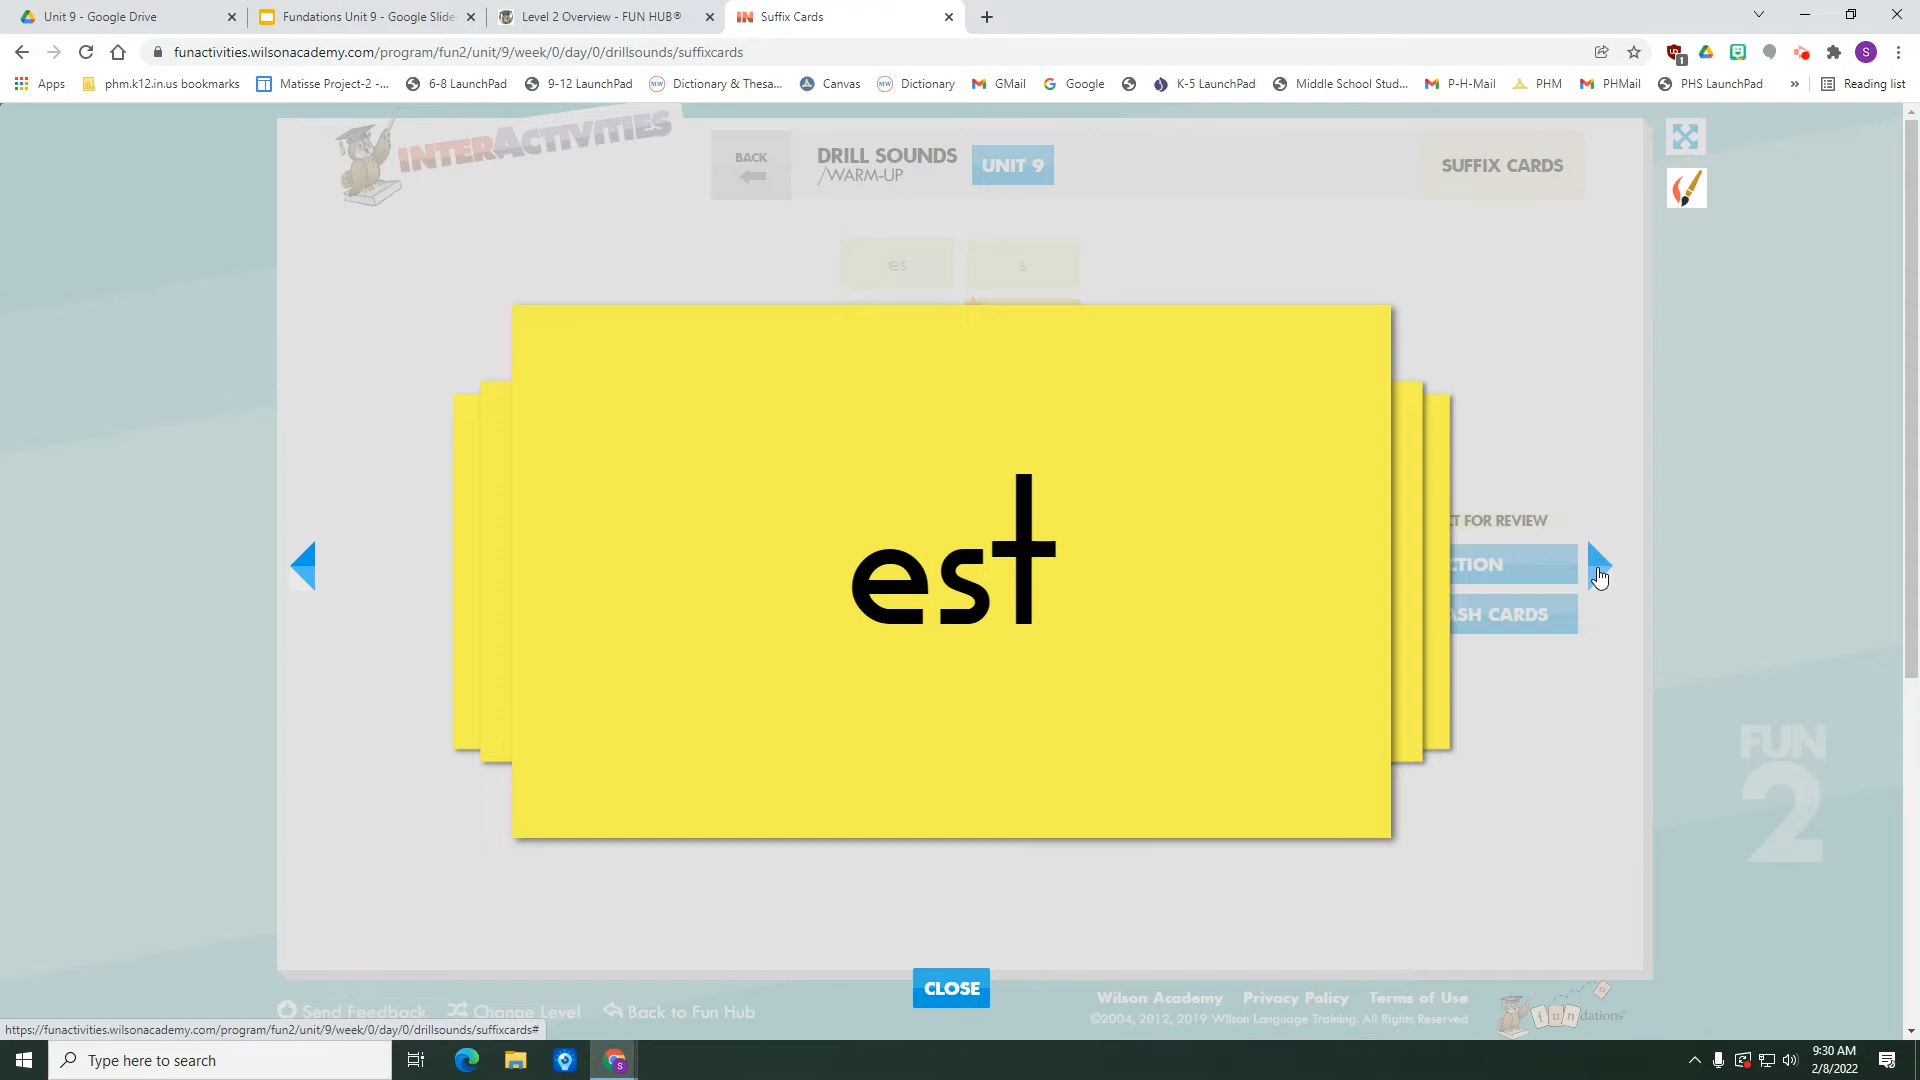 Unit 9 - Google Drive
Fundations Unit 9 - Google Slide
Level 2 Overview - FUN HUB®
IN Suffix Cards
funactivities.wilsonacademy.com/program/fun2/unit/9/week/0/day/0/drillsounds/suffixcards
1
S
Apps
phm.k12.in.us bookmarks
Matisse Project-2 -...
6-8 LaunchPad
9-12 LaunchPad
Dictionary & Thesa...
Canvas
Dictionary
GMail
Google
K-5 LaunchPad
Middle School Stud...
P-H-Mail
PHM
PHMail
PHS LaunchPad
Reading list
INTERACTIVITIES
BACK
DRILL SOUNDS
/WARM-UP
UNIT 9
SUFFIX CARDS
es
s
est
T FOR REVIEW
CTION
ASH CARDS
FUN
2
CLOSE
Send Feedback
Change Level
Back to Fun Hub
Wilson Academy
Privacy Policy
Terms of Use
©2004, 2012, 2019 Wilson Language Training. All Rights Reserved
fundations
https://funactivities.wilsonacademy.com/program/fun2/unit/9/week/0/day/0/drillsounds/suffixcards#
Type here to search
9:30 AM
2/8/2022